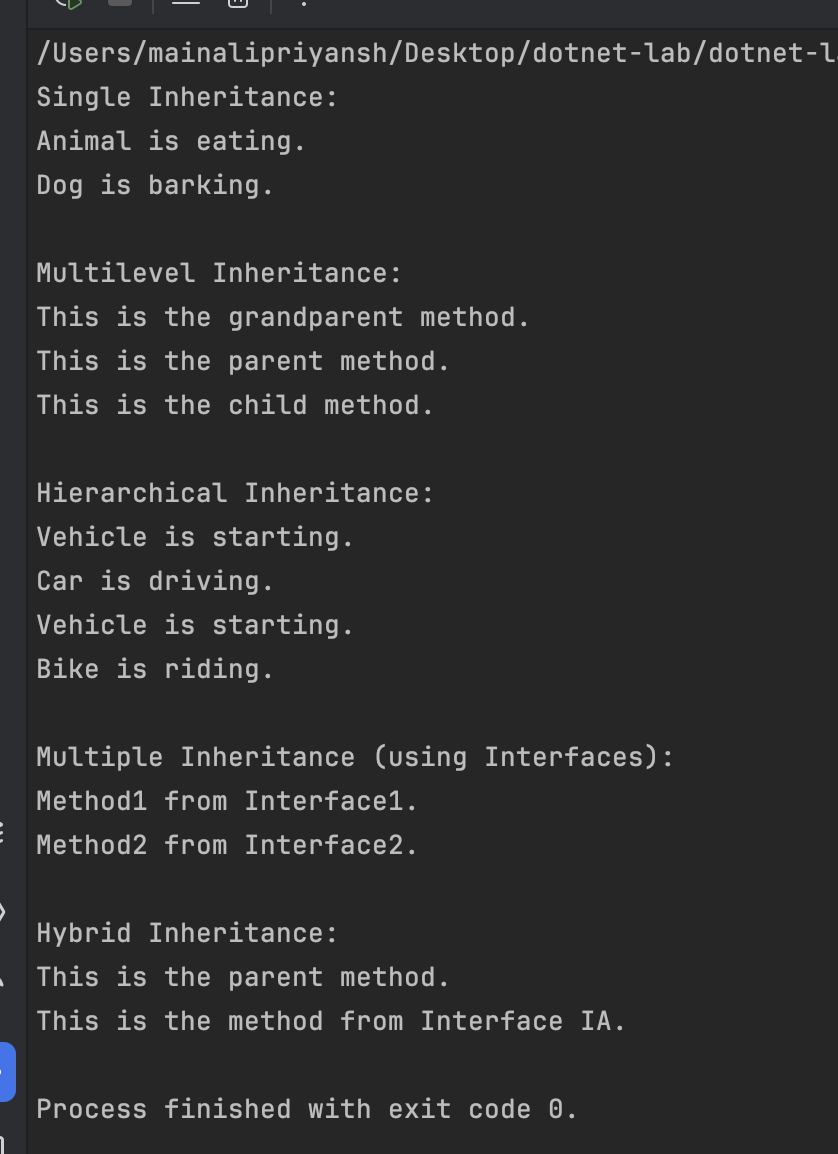 /Users/mainalipriyansh/Desktop/dotnet-lab/dotnet-l
Single Inheritance:
Animal is eating.
Dog is barking.
Multilevel Inheritance:
This is the grandparent method.
This is the parent method.
This is the child method.
Hierarchical Inheritance:
Vehicle is starting.
Car is driving.
Vehicle is starting.
Bike is riding.
Multiple Inheritance (using Interfaces):
Method1 from Interface1.
Method2 from Interface2.
Hybrid Inheritance:
This is the parent method.
This is the method from Interface IA.
Process finished with exit code 0.